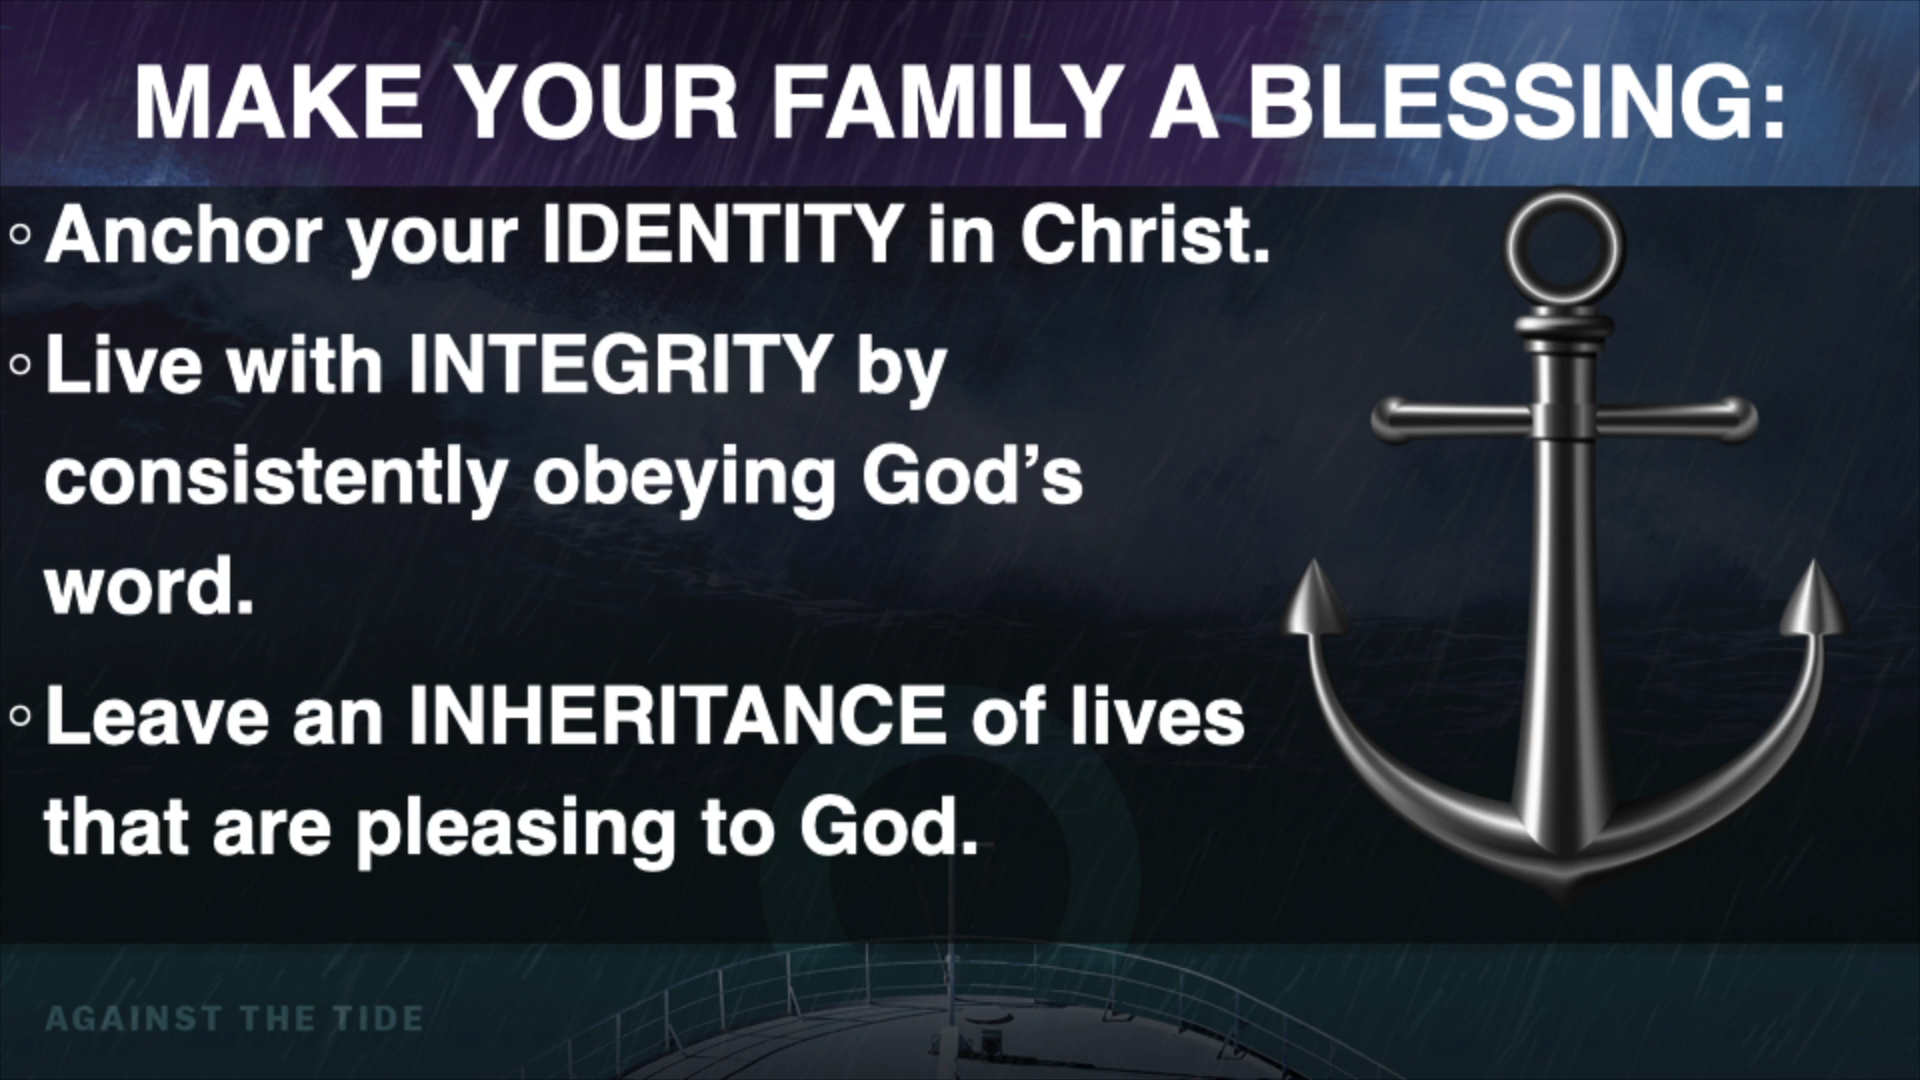 MAKE YOUR FAMILY A BLESSING:
◦ Anchor your IDENTITY in Christ.
◦ Live with INTEGRITY by
consistently obeying God’s
word.
◦ Leave an INHERITANCE of lives
that are pleasing to God.
AGAINST THE TIDE